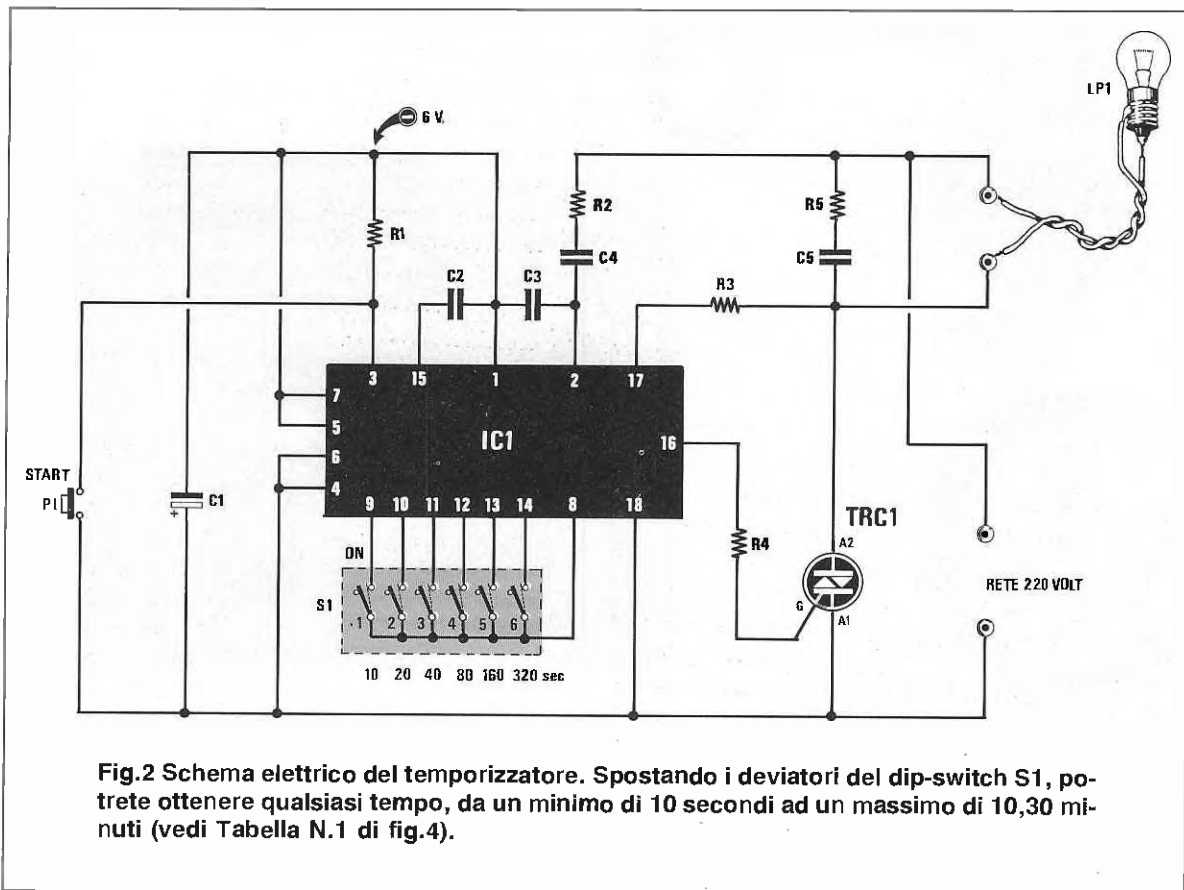 6 V.
LP1
R1
R2
R5
C4
C5
C2
C3
R3
3 15 1 2 17
7
5
6
4
IC1
16
START
P1
C1
+
9 10 11 12 13 14 8 18
ON
S1
1 2 3 4 5 6
10 20 40 80 160 320 sec
R4
TRC1
A2
G
A1
RETE 220 VOLT
Fig.2 Schema elettrico del temporizzatore. Spostando i deviatori del dip-switch S1, po-
trete ottenere qualsiasi tempo, da un minimo di 10 secondi ad un massimo di 10,30 mi-
nuti (vedi Tabella N.1 di fig.4).